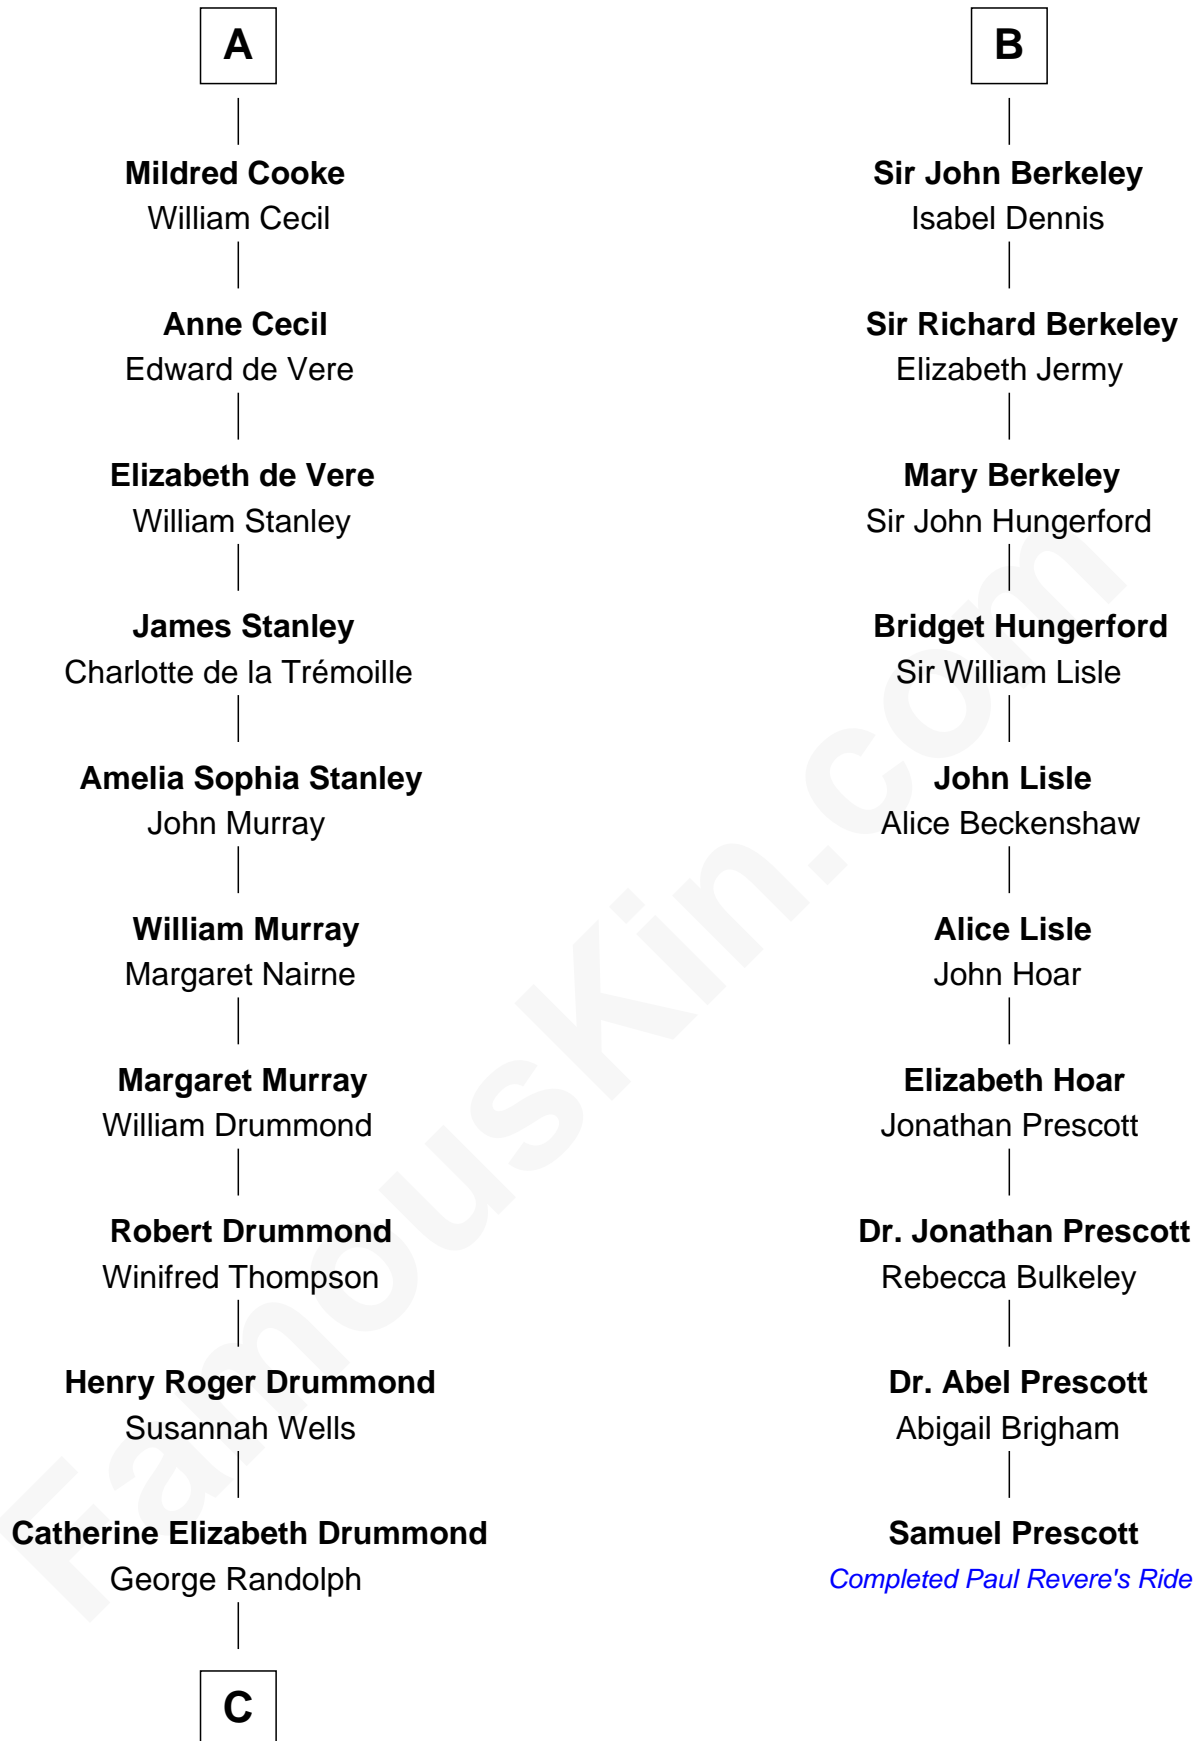 A
Mildred Cooke
William Cecil
Anne Cecil
Edward de Vere
Elizabeth de Vere
William Stanley
James Stanley
Charlotte de la Trémoille
Amelia Sophia Stanley
John Murray
William Murray
Margaret Nairne
Margaret Murray
William Drummond
Robert Drummond
Winifred Thompson
Henry Roger Drummond
Susannah Wells
Catherine Elizabeth Drummond
George Randolph
C
B
Sir John Berkeley
Isabel Dennis
Sir Richard Berkeley
Elizabeth Jermy
Mary Berkeley
Sir John Hungerford
Bridget Hungerford
Sir William Lisle
John Lisle
Alice Beckenshaw
Alice Lisle
John Hoar
Elizabeth Hoar
Jonathan Prescott
Dr. Jonathan Prescott
Rebecca Bulkeley
Dr. Abel Prescott
Abigail Brigham
Samuel Prescott
Completed Paul Revere's Ride
FamousKin.com